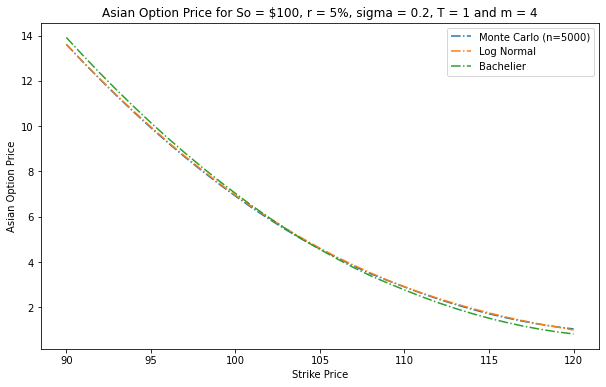 Asian Option Price for So = $100, r = 5%, sigma = 0.2, T = 1 and m = 4
Monte Carlo (n=5000)
Log Normal
Bachelier
Asian Option Price
14
12
10
8
6
4
2
90
95
100
105
110
115
120
Strike Price